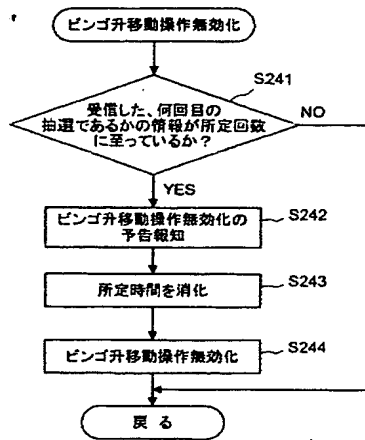 ビンゴ升移動操作無効化
S241
受信した、何回目の
抽選であるかの情報が所定回数
に至っているか？
NO
YES
ビンゴ升移動操作無効化の
予告報知
S242
所定時間を消化
S243
ビンゴ升移動操作無効化
S244
戻る